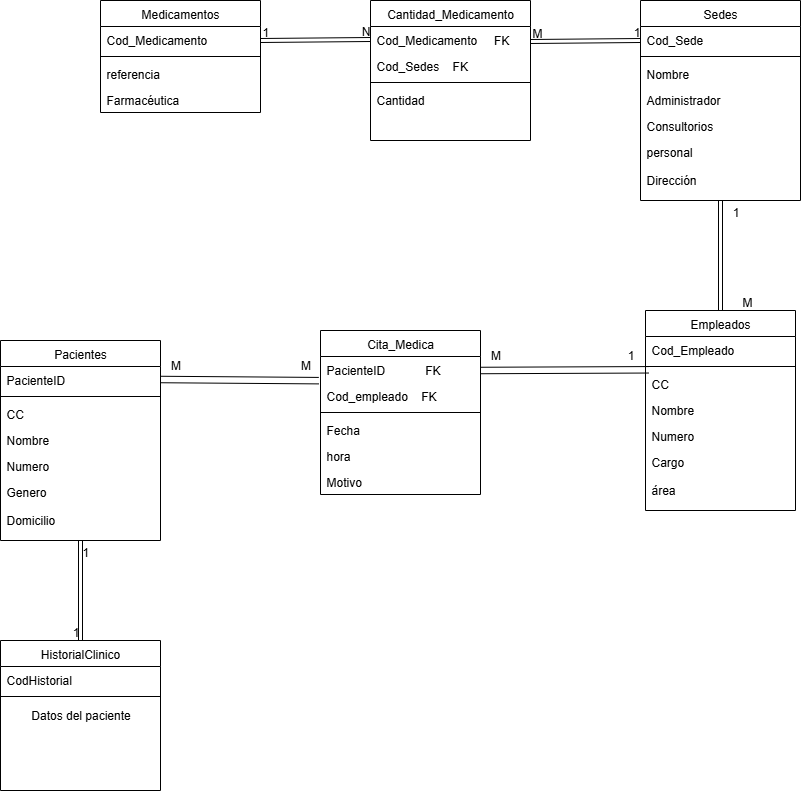 Medicamentos
Cod_Medicamento
referencia
Farmacéutica
1
N
Cantidad_Medicamento
Cod_Medicamento FK
Cod_Sedes FK
Cantidad
M
1
Sedes
Cod_Sede
Nombre
Administrador
Consultorios
personal
Dirección
1
M
Empleados
Cod_Empleado
CC
Nombre
Numero
Cargo
área
Pacientes
PacienteID
CC
Nombre
Numero
Genero
Domicilio
M
M
Cita_Medica
PacienteID FK
Cod_empleado FK
Fecha
hora
Motivo
M
1
1
1
HistorialClinico
CodHistorial
Datos del paciente